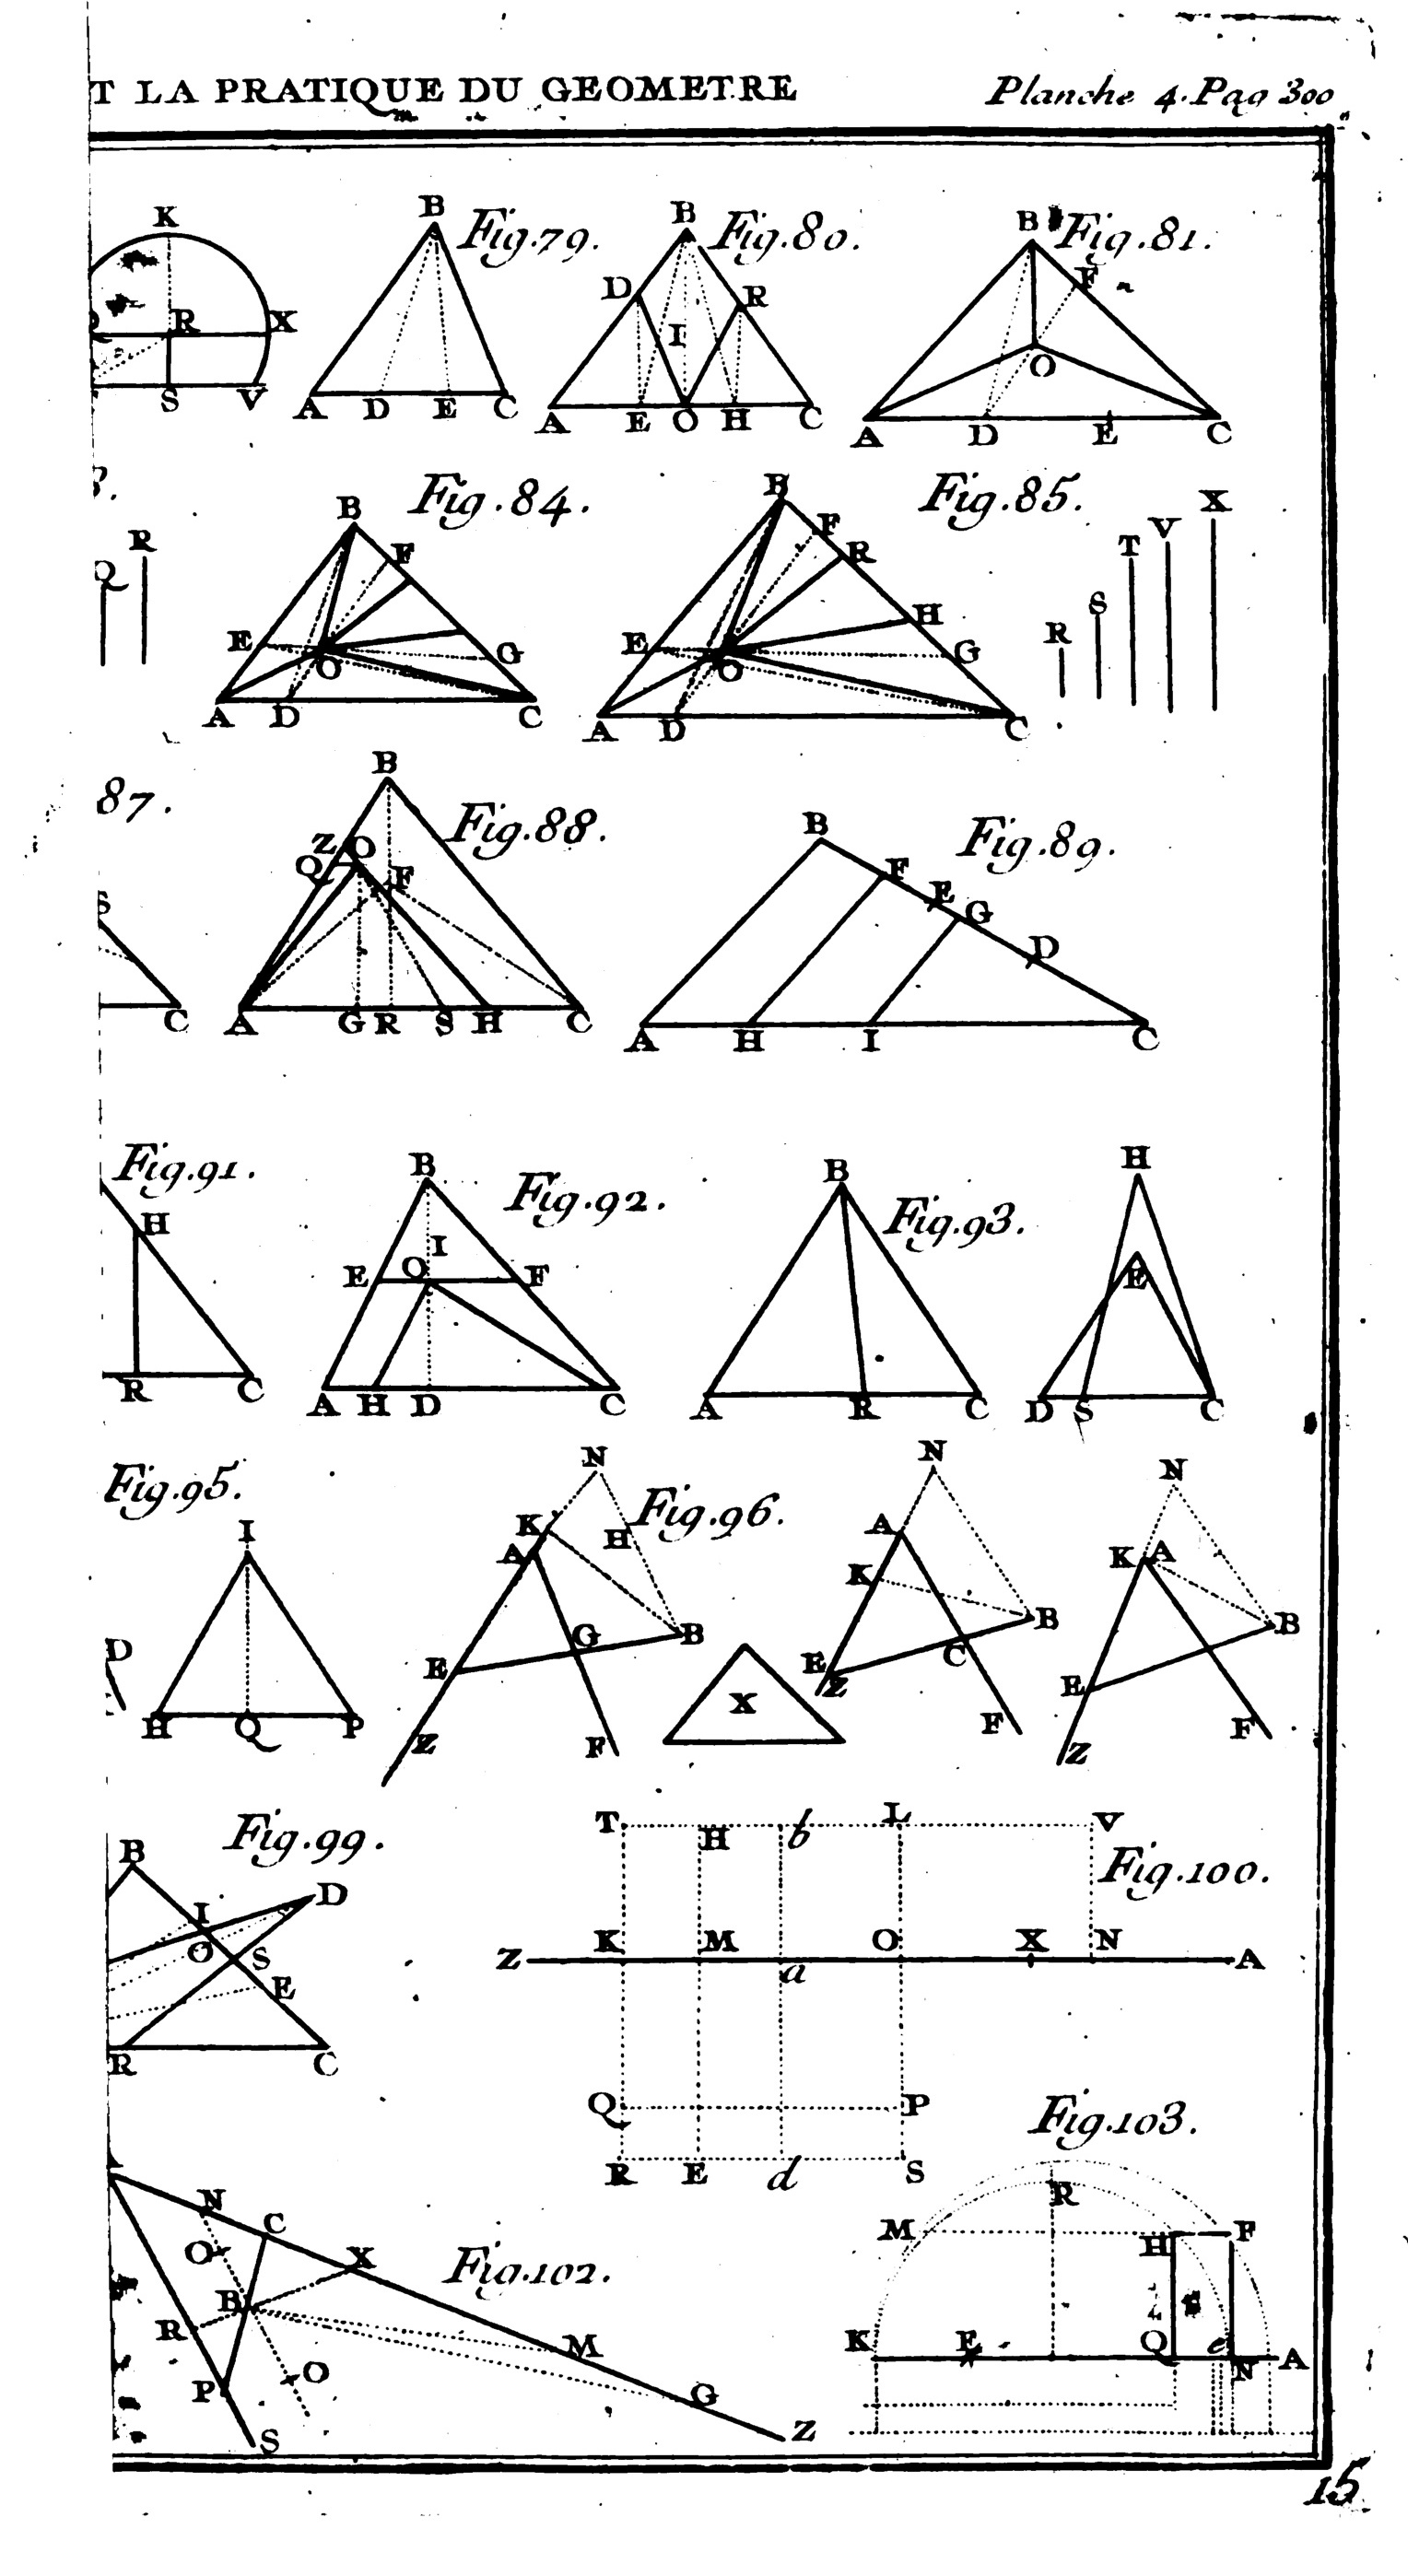 T LA PRATIQUE DU GEOMETRE Planche 4. Pag 300
K
R X
S V
B Fig. 79.
A D E C
B Fig. 80.
D R
I
A E O H C
B Fig. 81.
F
O
A D E C
Q R
B Fig. 84.
F
E G
O
A D C
B Fig. 85.
F
R
H
E G
O
A D C
R S T V X
87.
S
C
B Fig. 88.
Z O
Q F
A G R S H C
B Fig. 89.
F
E
G
D
A H I C
Fig. 91.
H
R C
B Fig. 92.
I
E O F
A H D C
B Fig. 93.
A R C
H
E
D S C
Fig. 95.
D
I
H Q P
N
K H Fig. 96.
A
G B
E
Z F
X
N
A
K
B
E C
Z F
N
K A
B
E
Z F
B Fig. 99.
I D
O S
E
R C
T H b L V
Fig. 100.
Z K M a O X N A
Q P
R E d S
N C
O X Fig. 102.
B
R M
P O G
S Z
Fig. 103.
R
M H F
K E Q e N A
15